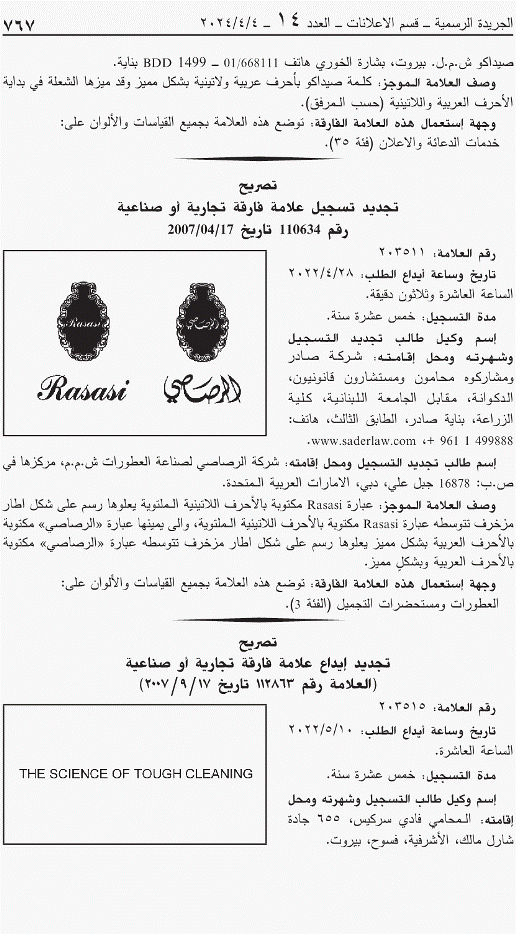 الجريدة الرسمية ــ قسم الاعلانات ــ العدد ١٤ ــ ٢٠٢٤/٤/٤
٧٦٧
صيداكو ش.م.ل. بيروت، بشارة الخوري هاتف 01/668111 ــ BDD 1499 بناية.
وصف العلامة الموجز: كلمة صيداكو بأحرف عربية ولاتينية بشكل مميز وقد ميزها الشعلة في بداية
الأحرف العربية واللاتينية (حسب المرفق).
وجهة إستعمال هذه العلامة الفارقة: توضع هذه العلامة بجميع القياسات والألوان على:
خدمات الدعائة والاعلان (فئة ٣٥).
تصريح
تجديد تسجيل علامة فارقة تجارية أو صناعية
رقم 110634 تاريخ 2007/04/17
رقم العلامة: ٢٠٣٥١١
تاريخ وساعة أيداع الطلب: ٢٠٢٢/٤/٢٨
الساعة العاشرة وثلاثون دقيقة.
مدة التسجيل: خمس عشرة سنة.
إسم وكيل طالب تجديد التسجيل
وشهرته ومحل إقامته: شركة صادر
ومشاركوه محامون ومستشارون قانونيون،
الدكوانة، مقابل الجامعة اللبنانية، كلية
الزراعة، بناية صادر، الطابق الثالث، هاتف:
www.saderlaw.com ،+ 961 1 499888.
Rasasi
الرصاصي
Rasasi
الرصاصي
إسم طالب تجديد التسجيل ومحل إقامته: شركة الرصاصي لصناعة العطورات ش.م.م، مركزها في
ص.ب: 16878 جبل علي، دبي، الامارات العربية المتحدة.
وصف العلامة الموجز: عبارة Rasasi مكتوبة بالأحرف اللاتينية الملتوية يعلوها رسم على شكل اطار
مزخرف تتوسطه عبارة Rasasi مكتوبة بالأحرف اللاتينية الملتوية، والى يمينها عبارة «الرصاصي» مكتوبة
بالأحرف العربية بشكل مميز يعلوها رسم على شكل اطار مزخرف تتوسطه عبارة «الرصاصي» مكتوبة
بالأحرف العربية وبشكل مميز.
وجهة إستعمال هذه العلامة الفارقة: توضع هذه العلامة بجميع القياسات والألوان على:
العطورات ومستحضرات التجميل (الفئة 3).
تصريح
تجديد إيداع علامة فارقة تجارية أو صناعية
(العلامة رقم ١١٢٨٦٣ تاريخ ٢٠٠٧/٩/١٧)
رقم العلامة: ٢٠٣٥١٥
تاريخ وساعة أيداع الطلب: ٢٠٢٢/٥/١٠
الساعة العاشرة.
مدة التسجيل: خمس عشرة سنة.
إسم وكيل طالب التسجيل وشهرته ومحل
إقامته: المحامي فادي سركيس، ٦٥٥ جادة
شارل مالك، الأشرفية، فسوح، بيروت.
THE SCIENCE OF TOUGH CLEANING